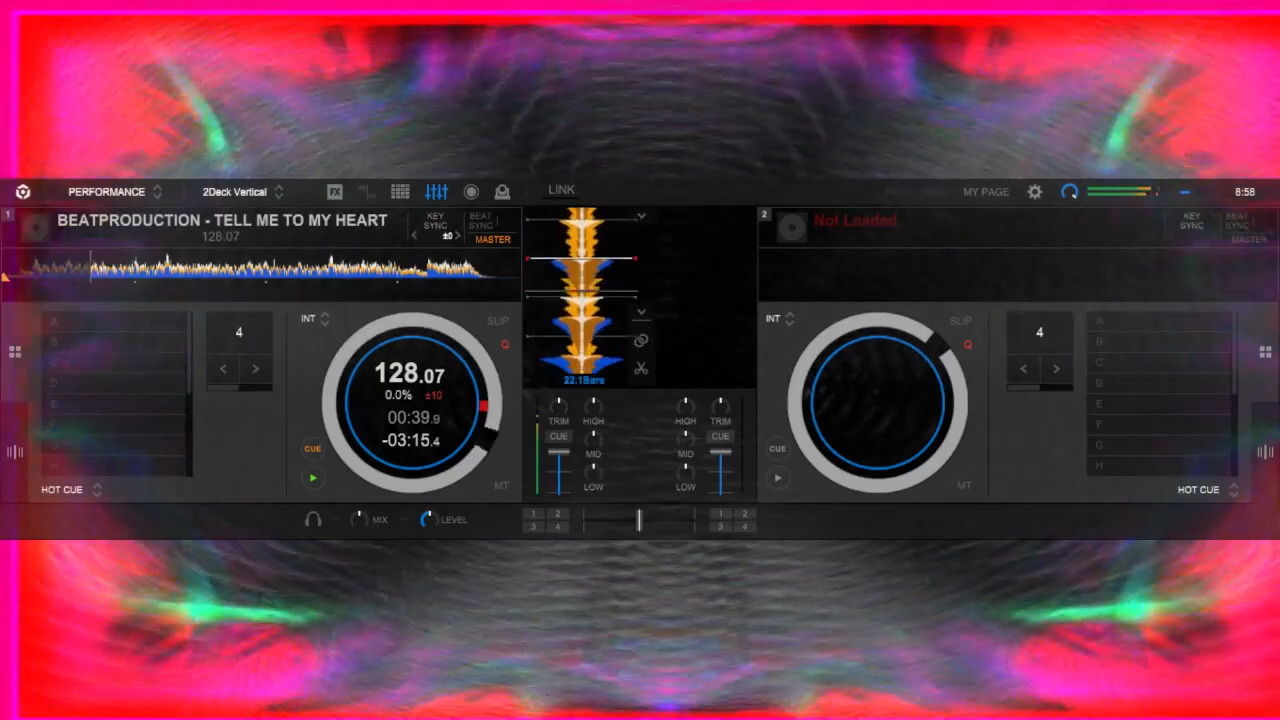 PERFORMANCE 2Deck Vertical FX LINK MY PAGE 8:58
1 BEATPRODUCTION - TELL ME TO MY HEART KEY SYNC BEAT SYNC 2 Not Loaded KEY SYNC BEAT SYNC
128.07 ±0 MASTER MASTER
INT SLIP INT SLIP
A A
B 4 Q 4 Q B
C
D 128.07 D
E 0.0% ±10 E
00:39.9 TRIM HIGH HIGH TRIM F
-03:15.4 CUE CUE G
CUE MID MID CUE H
23.1Bars
HOT CUE MT LOW LOW MT HOT CUE
MIX LEVEL 1 2 1 2
3 4 3 4